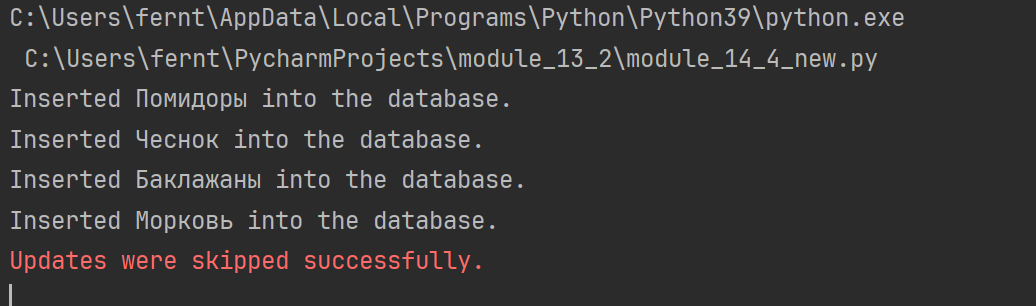 C:\Users\fernt\AppData\Local\Programs\Python\Python39\python.exe
C:\Users\fernt\PycharmProjects\module_13_2\module_14_4_new.py
Inserted Помидоры into the database.
Inserted Чеснок into the database.
Inserted Баклажаны into the database.
Inserted Морковь into the database.
Updates were skipped successfully.